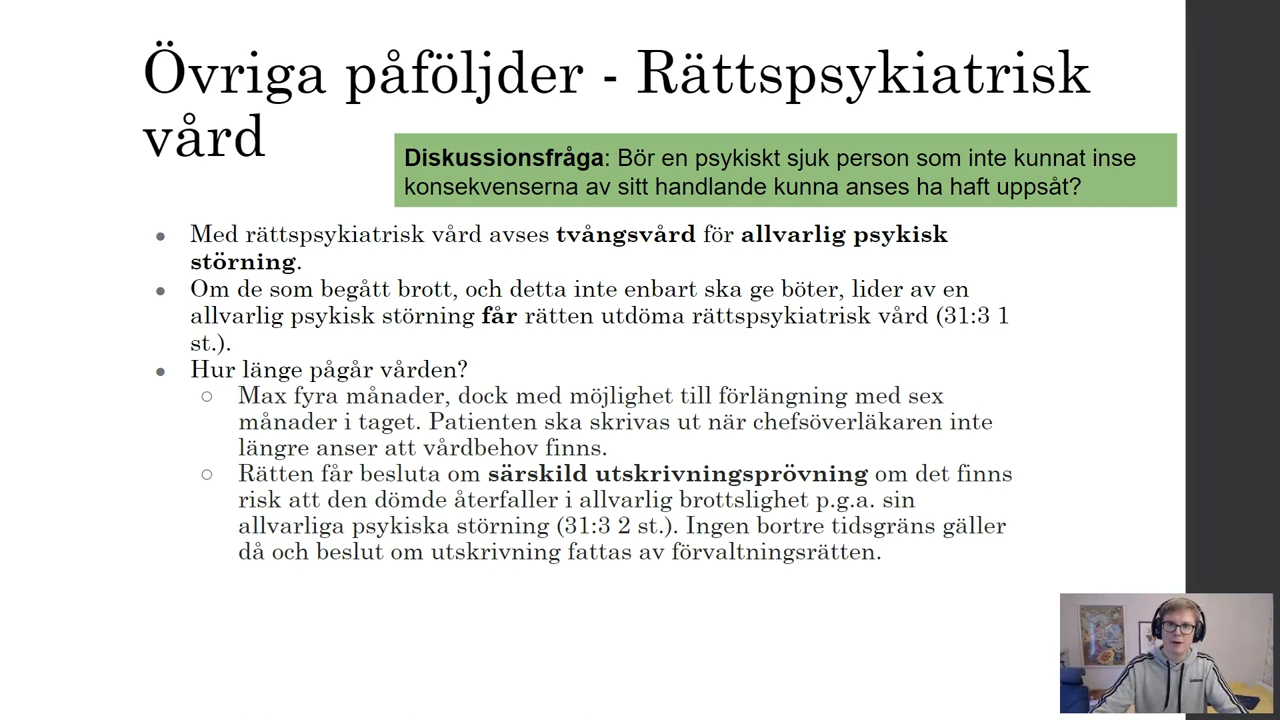 Övriga påföljder - Rättspsykiatrisk
vård
Diskussionsfråga: Bör en psykiskt sjuk person som inte kunnat inse
konsekvenserna av sitt handlande kunna anses ha haft uppsåt?
● Med rättspsykiatrisk vård avses tvångsvård för allvarlig psykisk
störning.
● Om de som begått brott, och detta inte enbart ska ge böter, lider av en
allvarlig psykisk störning får rätten utdöma rättspsykiatrisk vård (31:3 1
st.).
● Hur länge pågår vården?
○ Max fyra månader, dock med möjlighet till förlängning med sex
månader i taget. Patienten ska skrivas ut när chefsöverläkaren inte
längre anser att vårdbehov finns.
○ Rätten får besluta om särskild utskrivningsprövning om det finns
risk att den dömde återfaller i allvarlig brottslighet p.g.a. sin
allvarliga psykiska störning (31:3 2 st.). Ingen bortre tidsgräns gäller
då och beslut om utskrivning fattas av förvaltningsrätten.